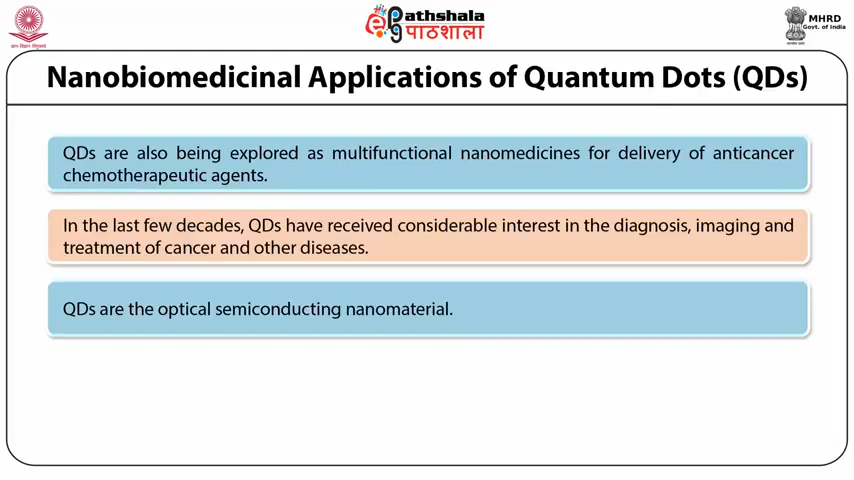 Pathshala
पाठशाला
MHRD
Govt. of India
Nanobiomedicinal Applications of Quantum Dots (QDs)
QDs are also being explored as multifunctional nanomedicines for delivery of anticancer
chemotherapeutic agents.
In the last few decades, QDs have received considerable interest in the diagnosis, imaging and
treatment of cancer and other diseases.
QDs are the optical semiconducting nanomaterial.